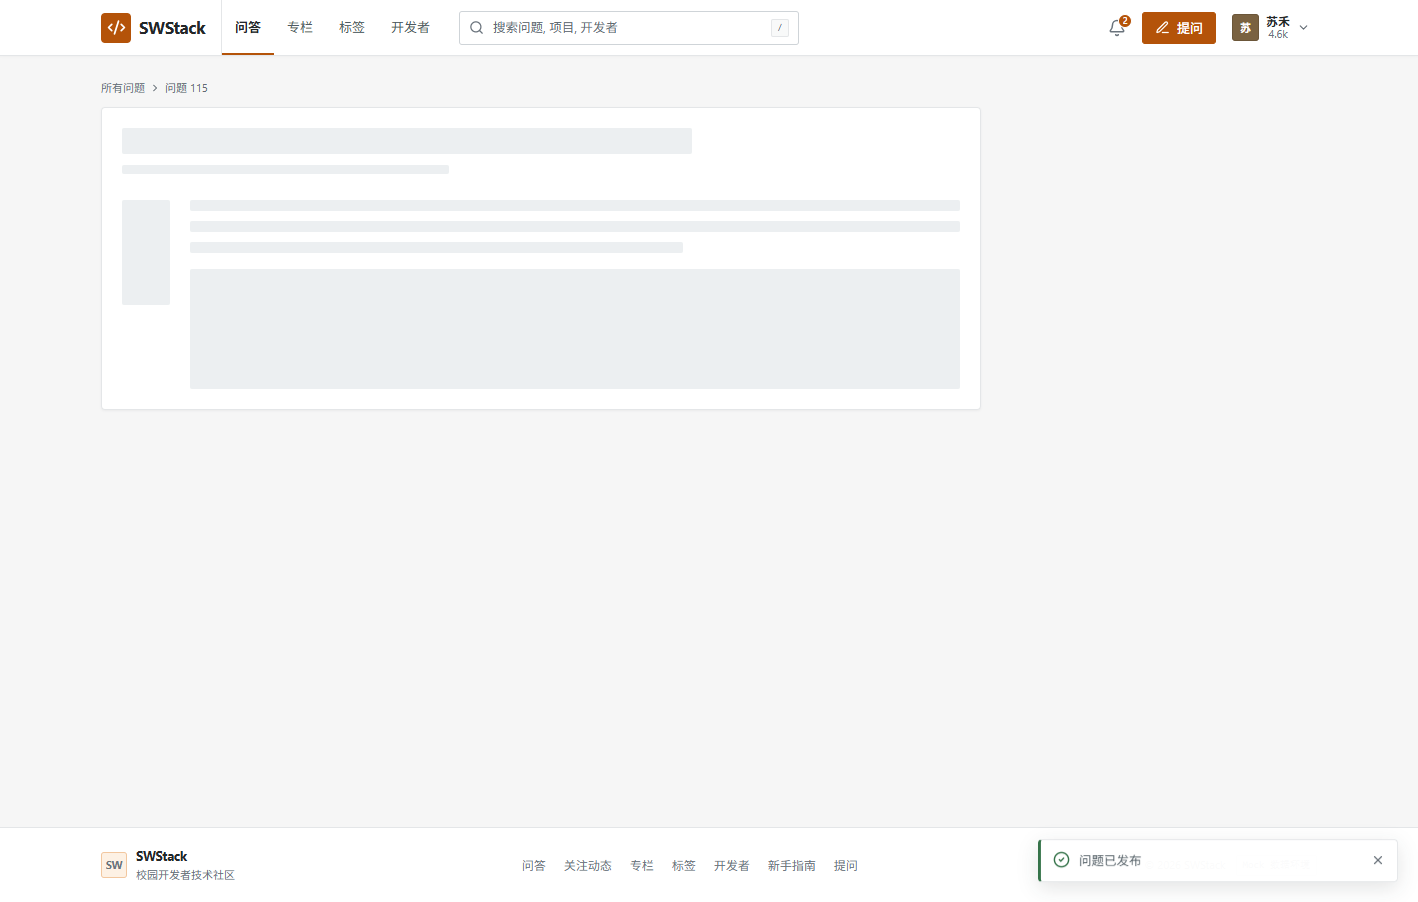 SWStack
问答
专栏
标签
开发者
搜索问题, 项目, 开发者
/
2
提问
苏
苏禾
4.6k
所有问题 > 问题 115
SW
SWStack
校园开发者技术社区
问答
关注动态
专栏
标签
开发者
新手指南
提问
问题已发布